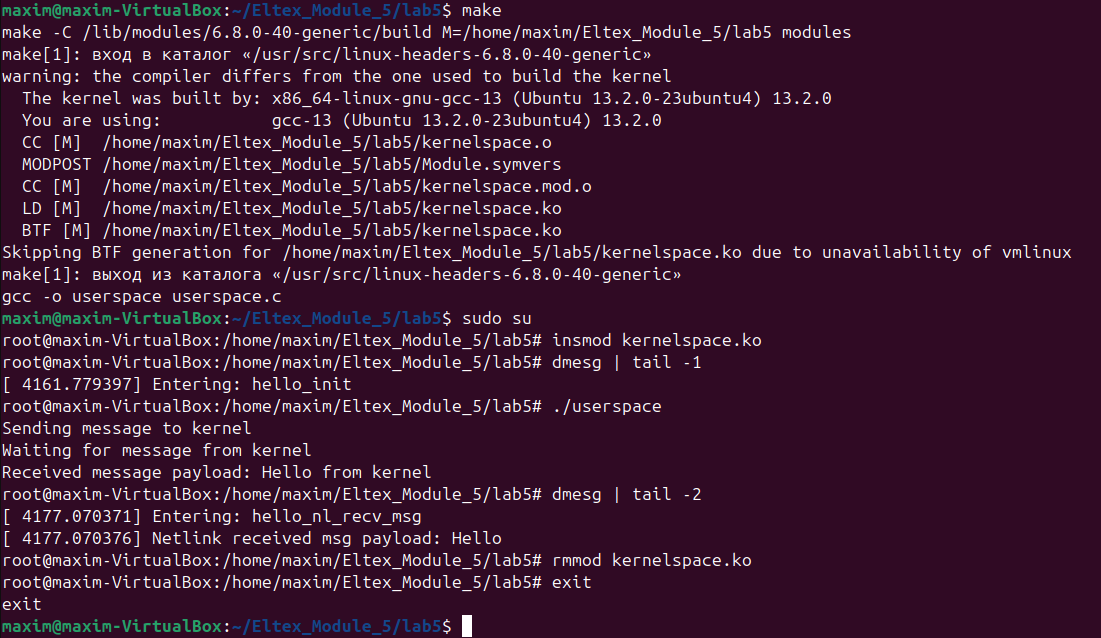 maxim@maxim-VirtualBox:~/Eltex_Module_5/lab5$ make
make -C /lib/modules/6.8.0-40-generic/build M=/home/maxim/Eltex_Module_5/lab5 modules
make[1]: вход в каталог «/usr/src/linux-headers-6.8.0-40-generic»
warning: the compiler differs from the one used to build the kernel
  The kernel was built by: x86_64-linux-gnu-gcc-13 (Ubuntu 13.2.0-23ubuntu4) 13.2.0
  You are using:           gcc-13 (Ubuntu 13.2.0-23ubuntu4) 13.2.0
  CC [M]  /home/maxim/Eltex_Module_5/lab5/kernelspace.o
  MODPOST /home/maxim/Eltex_Module_5/lab5/Module.symvers
  CC [M]  /home/maxim/Eltex_Module_5/lab5/kernelspace.mod.o
  LD [M]  /home/maxim/Eltex_Module_5/lab5/kernelspace.ko
  BTF [M] /home/maxim/Eltex_Module_5/lab5/kernelspace.ko
Skipping BTF generation for /home/maxim/Eltex_Module_5/lab5/kernelspace.ko due to unavailability of vmlinux
make[1]: выход из каталога «/usr/src/linux-headers-6.8.0-40-generic»
gcc -o userspace userspace.c
maxim@maxim-VirtualBox:~/Eltex_Module_5/lab5$ sudo su
root@maxim-VirtualBox:/home/maxim/Eltex_Module_5/lab5# insmod kernelspace.ko
root@maxim-VirtualBox:/home/maxim/Eltex_Module_5/lab5# dmesg | tail -1
[ 4161.779397] Entering: hello_init
root@maxim-VirtualBox:/home/maxim/Eltex_Module_5/lab5# ./userspace
Sending message to kernel
Waiting for message from kernel
Received message payload: Hello from kernel
root@maxim-VirtualBox:/home/maxim/Eltex_Module_5/lab5# dmesg | tail -2
[ 4177.070371] Entering: hello_nl_recv_msg
[ 4177.070376] Netlink received msg payload: Hello
root@maxim-VirtualBox:/home/maxim/Eltex_Module_5/lab5# rmmod kernelspace.ko
root@maxim-VirtualBox:/home/maxim/Eltex_Module_5/lab5# exit
exit
maxim@maxim-VirtualBox:~/Eltex_Module_5/lab5$